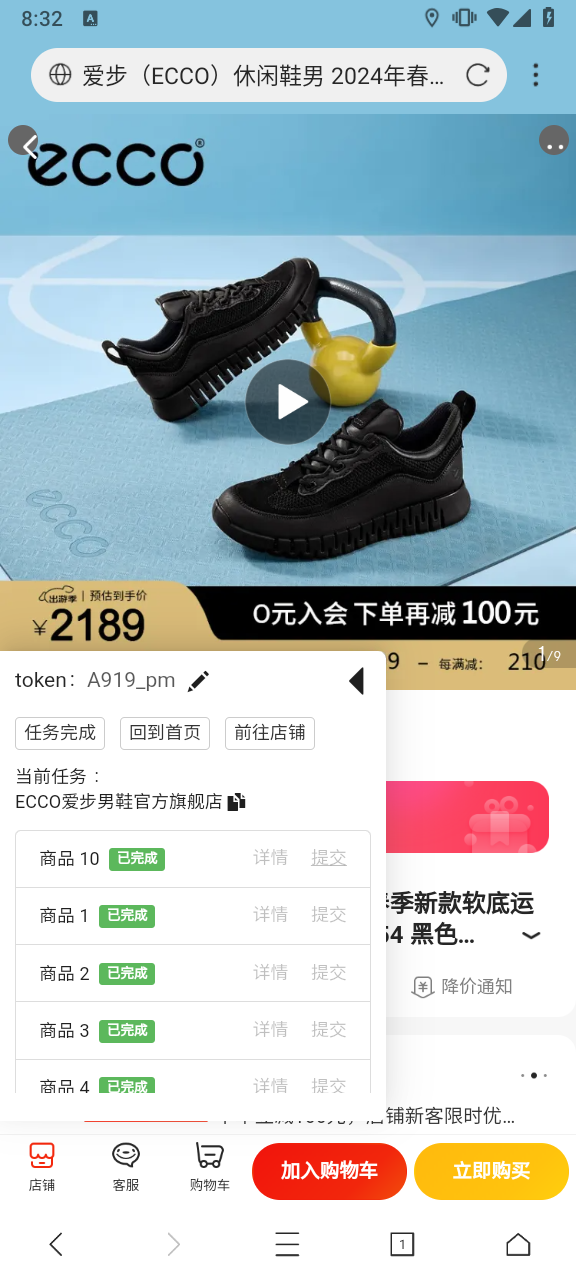 8:32
A
爱步（ECCO）休闲鞋男 2024年春...
ecco
ecco
出游季 | 预估到手价
¥2189
0元入会 下单再减100元
9 – 每满减： 210
1/9
token： A919_pm
任务完成 回到首页 前往店铺
当前任务：
ECCO爱步男鞋官方旗舰店
商品 10 已完成 详情 提交
商品 1 已完成 详情 提交
商品 2 已完成 详情 提交
商品 3 已完成 详情 提交
商品 4 已完成 详情 提交
季新款软底运
54 黑色...
降价通知
店铺新客限时优...
店铺 客服 购物车 加入购物车 立即购买
1